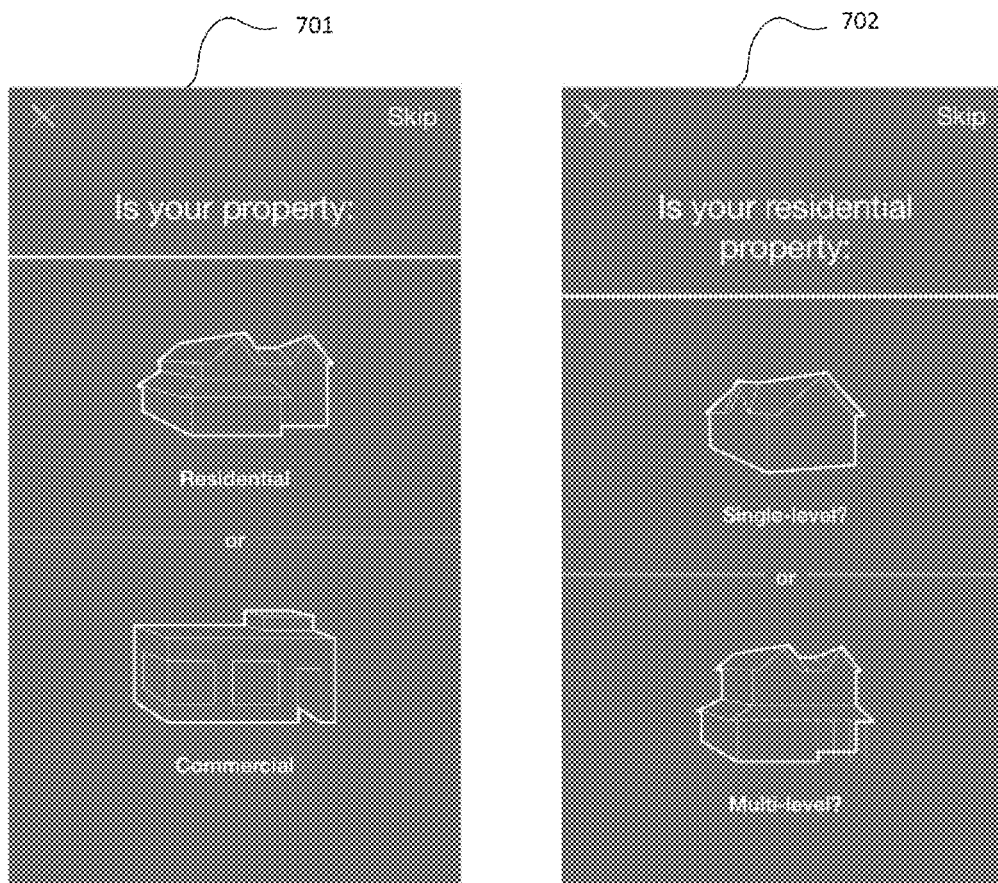 701
X Skip
Is your property:
Residential
or
Commercial
702
X Skip
Is your residential
property:
Single-level?
or
Multi-level?